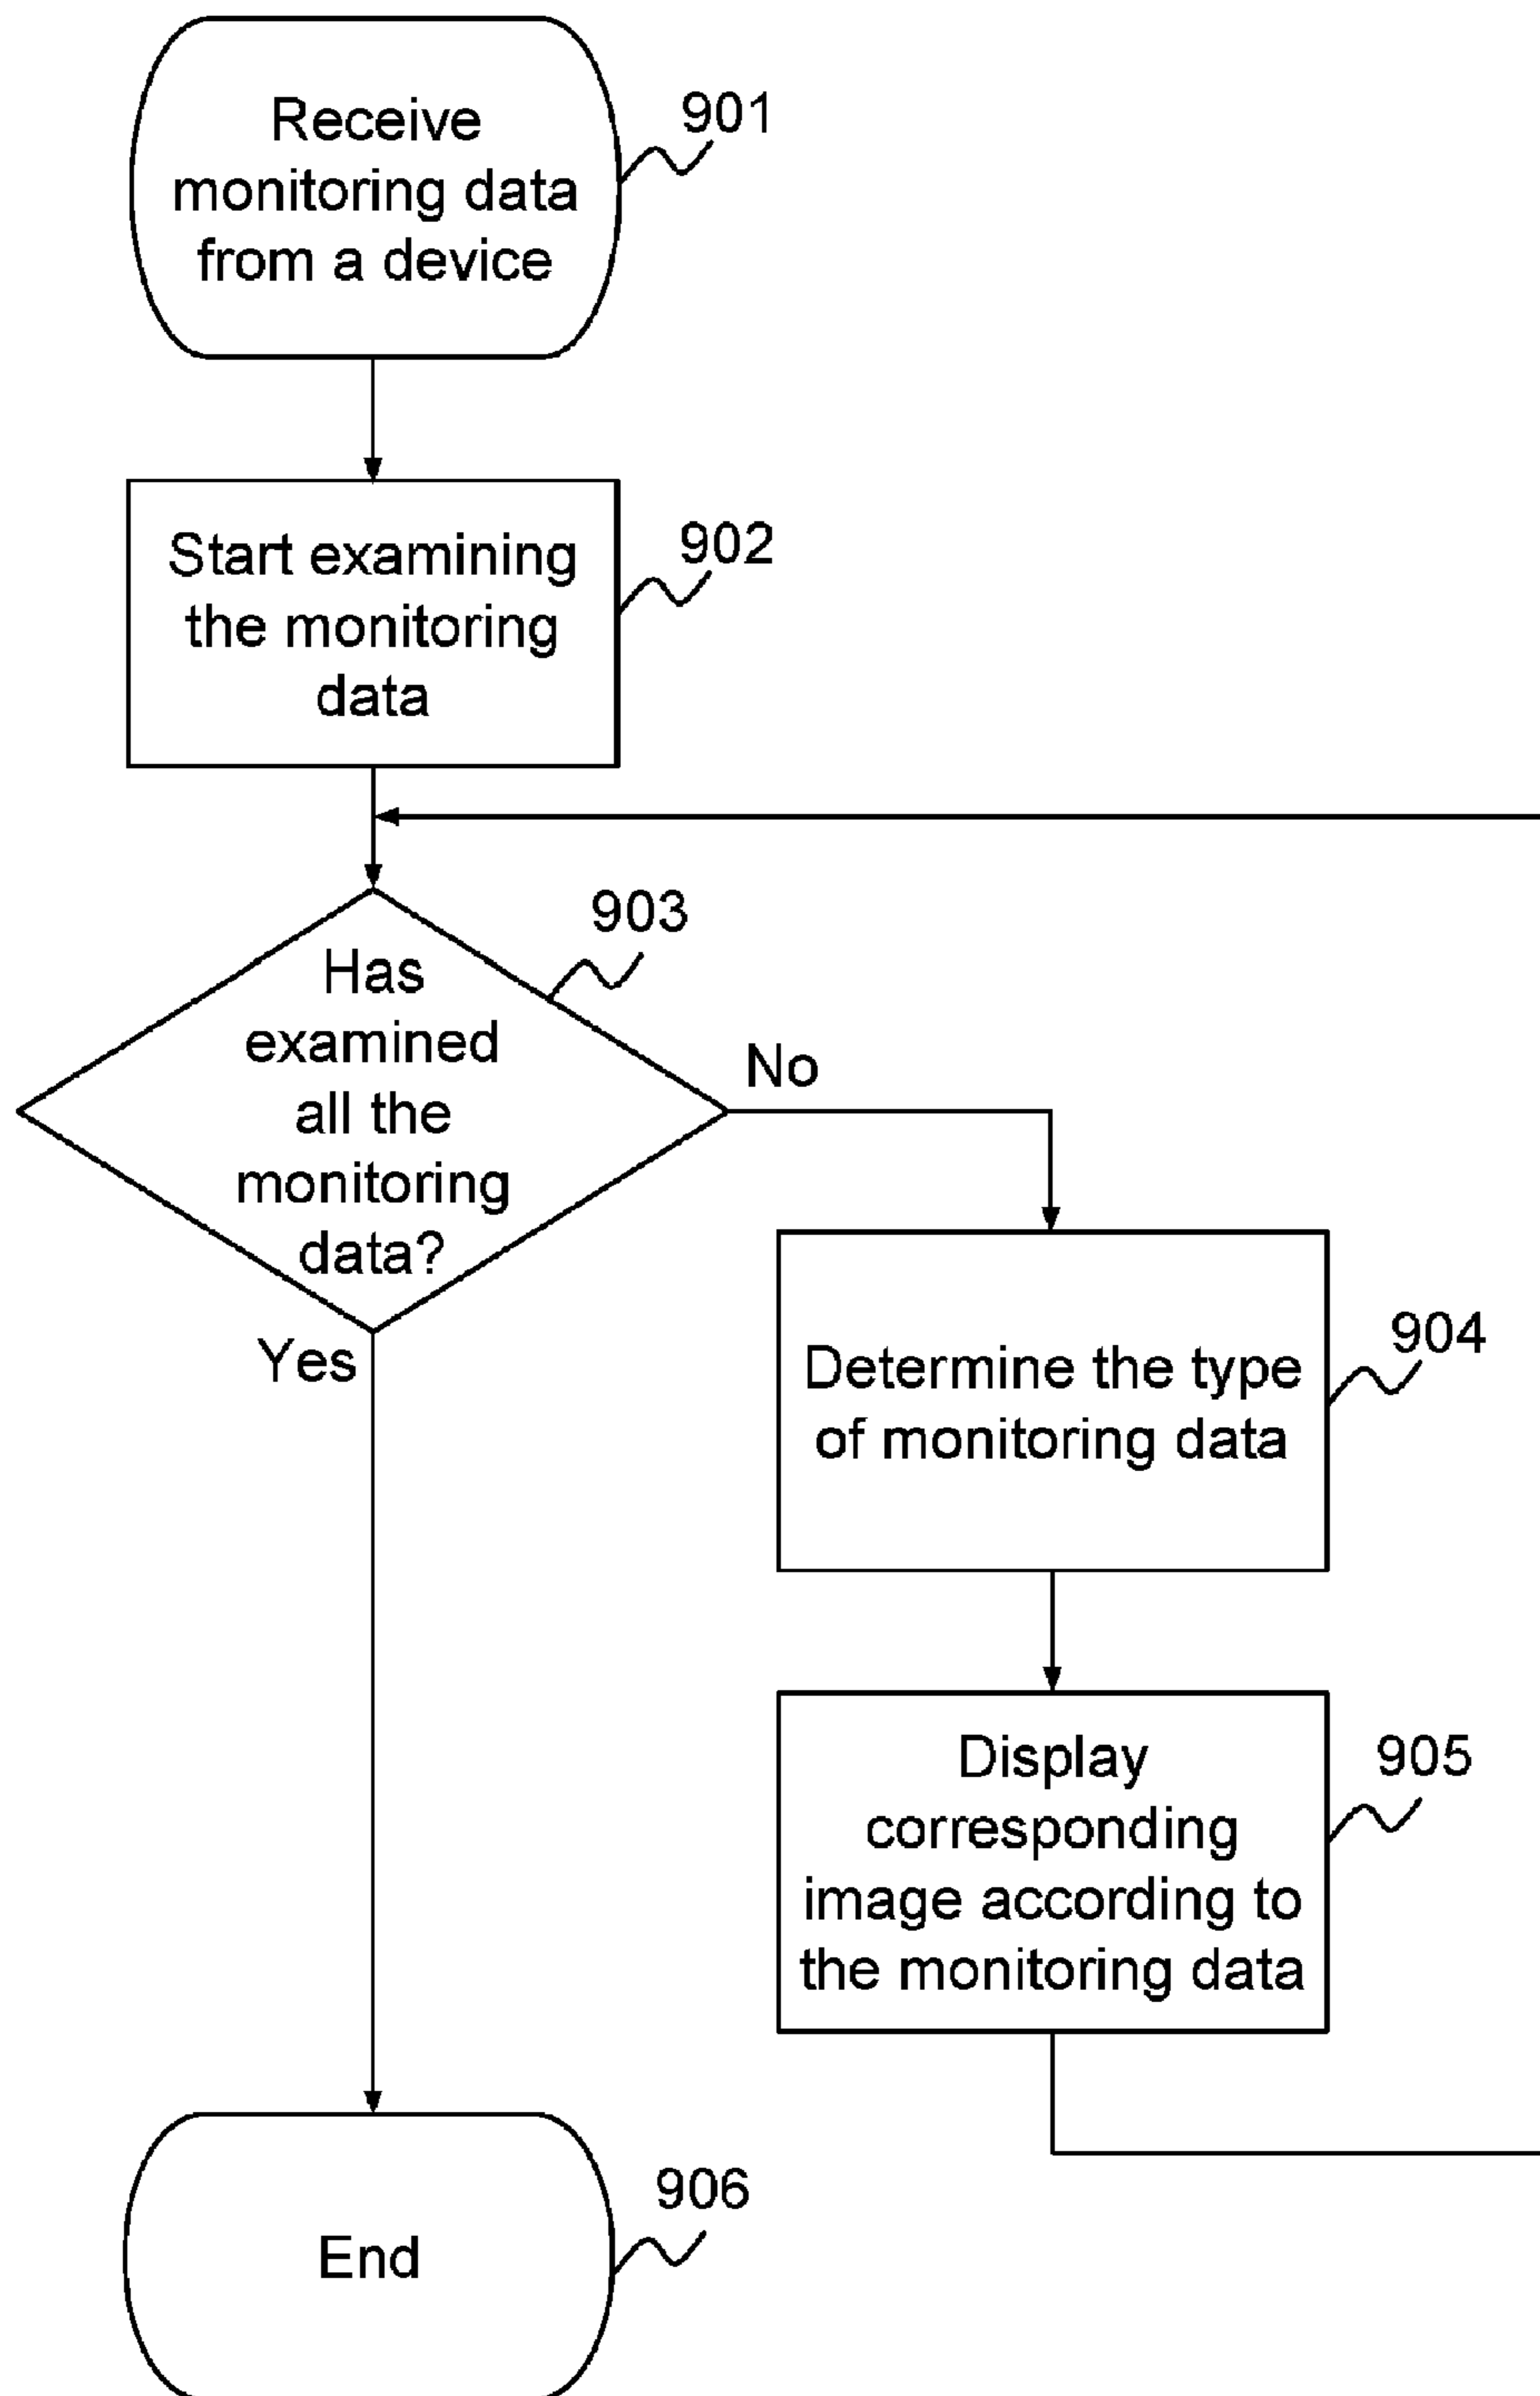 Receive
monitoring data
from a device
901
Start examining
the monitoring
data
902
Has
examined
all the
monitoring
data?
903
No
Yes
Determine the type
of monitoring data
904
Display
corresponding
image according to
the monitoring data
905
End
906